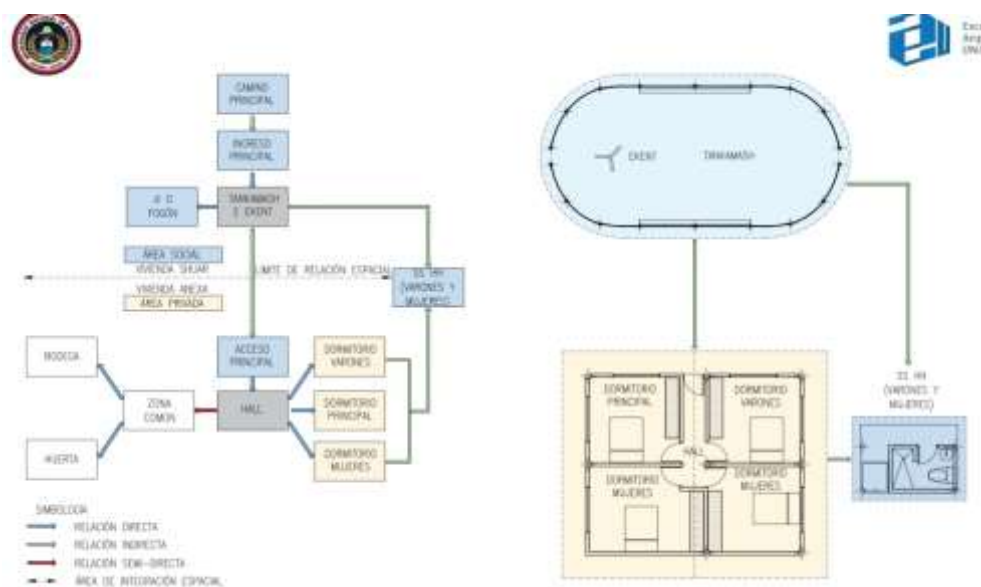 CAMINO
PRINCIPAL
INGRESO
PRINCIPAL
FOGÓN
TANKAMASH
E EKENT
ÁREA SOCIAL
VIVIENDA SHUAR
LÍMITE DE RELACIÓN ESPACIAL
VIVIENDA ANEXA
ÁREA PRIVADA
SS HH
(VARONES Y
MUJERES)
BODEGA
ACCESO
PRINCIPAL
DORMITORIO
VARONES
ZONA
COMÚN
HALL
DORMITORIO
PRINCIPAL
HUERTA
DORMITORIO
MUJERES
SIMBOLOGÍA
RELACIÓN DIRECTA
RELACIÓN INDIRECTA
RELACIÓN SEMI-DIRECTA
ÁREA DE INTEGRACIÓN ESPACIAL
EKENT
TANKAMASH
DORMITORIO
PRINCIPAL
DORMITORIO
VARONES
HALL
DORMITORIO
MUJERES
DORMITORIO
MUJERES
SS HH
(VARONES Y
MUJERES)